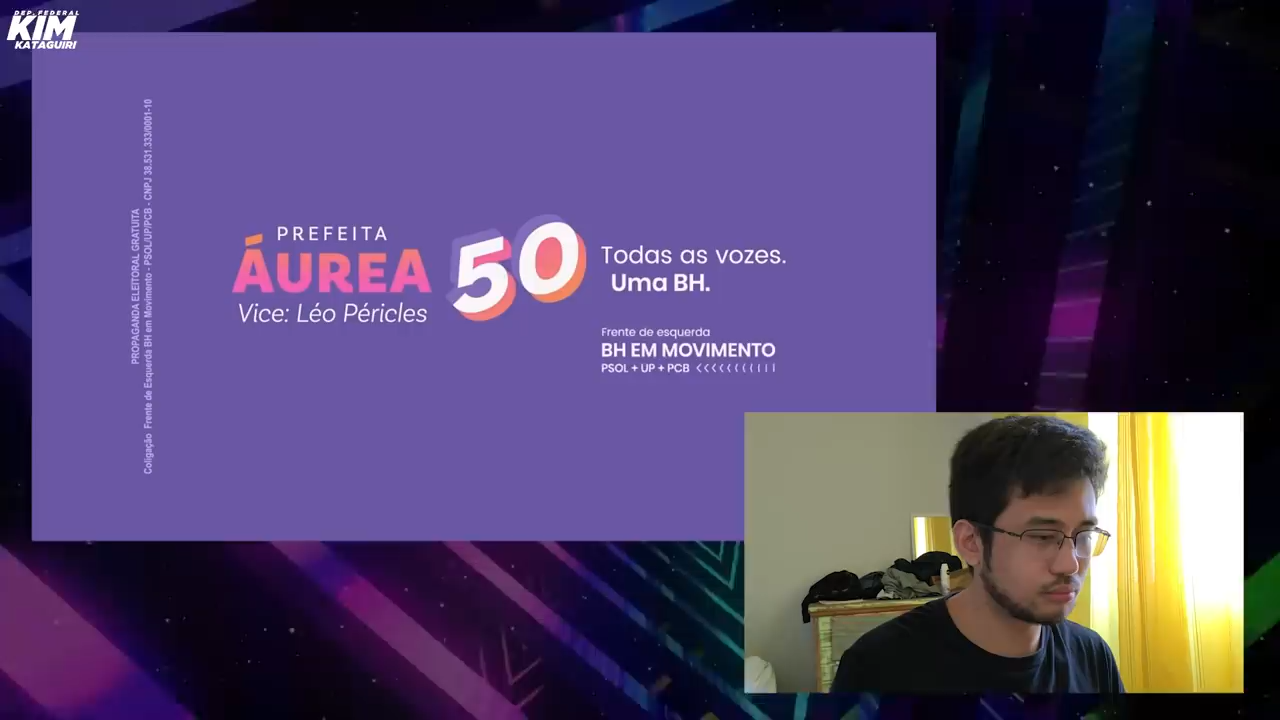 DEP. FEDERAL
KIM
KATAGUIRI
PROPAGANDA ELEITORAL GRATUITA
Coligação Frente de Esquerda BH em Movimento - PSOL/UP/PCB - CNPJ 38.531.333/0001-10
PREFEITA
ÁUREA
Vice: Léo Péricles
50
Todas as vozes.
Uma BH.
Frente de esquerda
BH EM MOVIMENTO
PSOL + UP + PCB